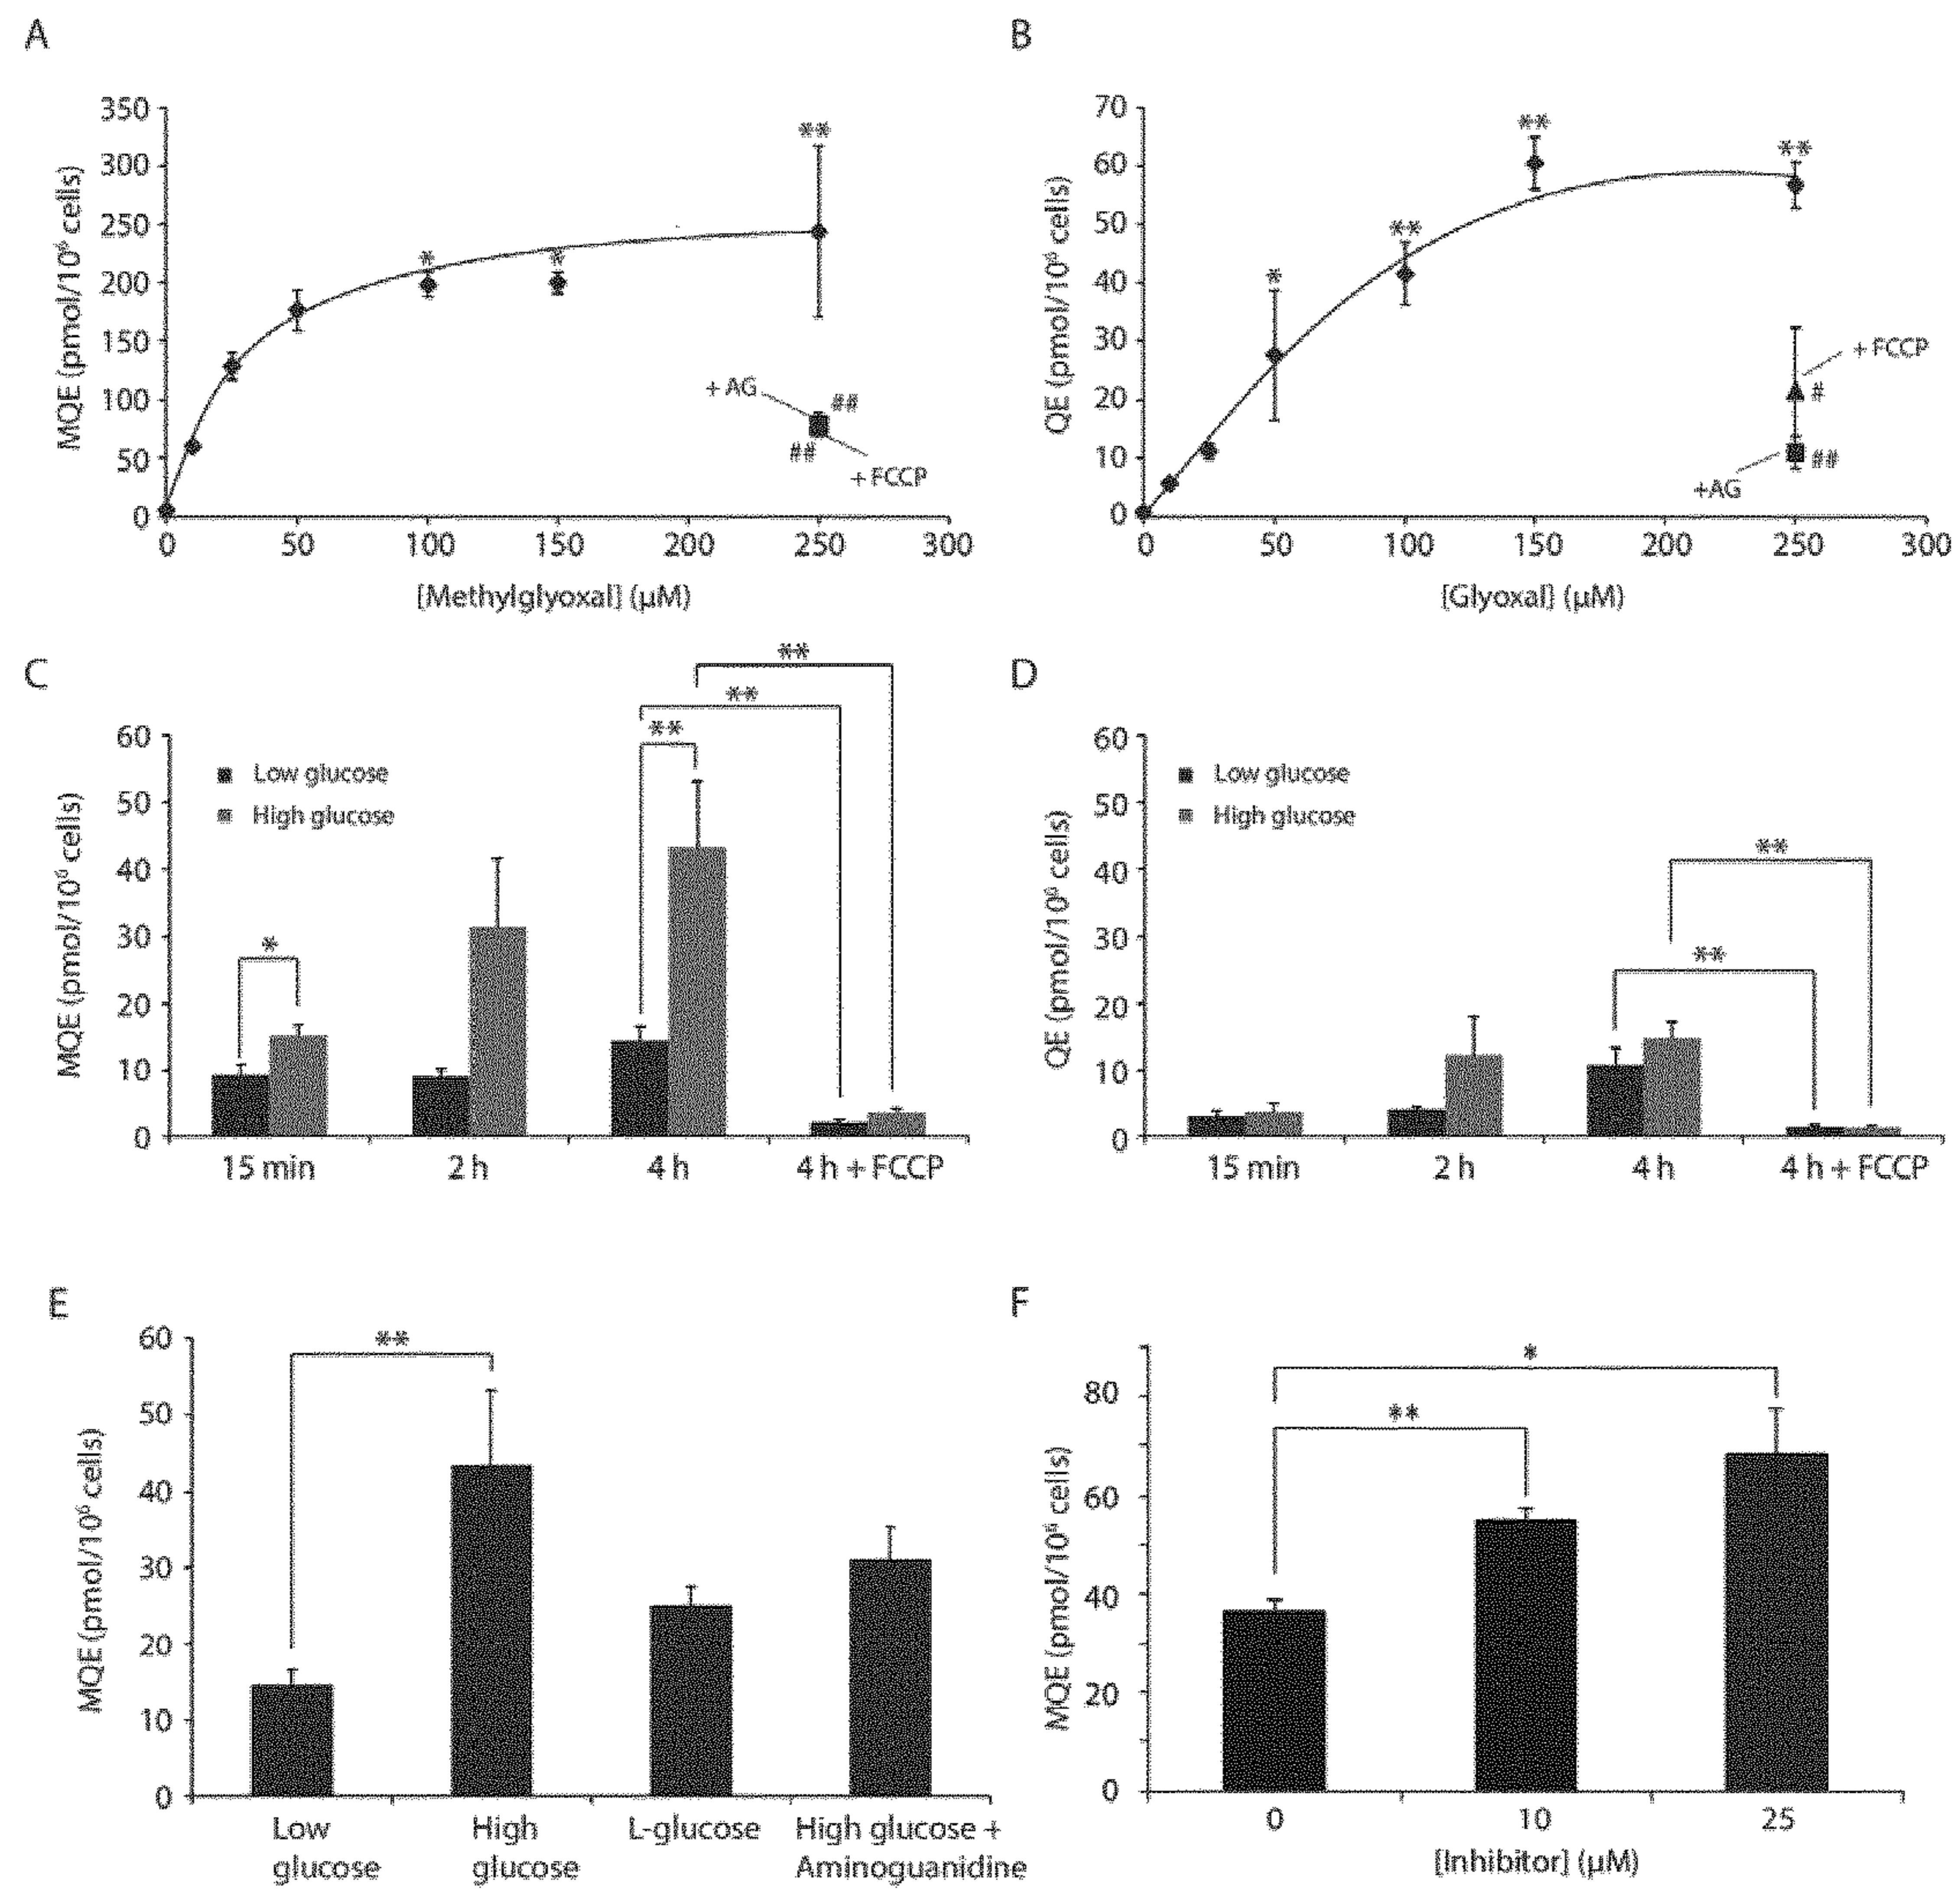 A
MQE (pmol/10⁶ cells)
350
300
250
200
150
100
50
0
0 50 100 150 200 250 300
[Methylglyoxal] (µM)
*
*
**
+ AG
##
##
+ FCCP
B
QE (pmol/10⁶ cells)
70
60
50
40
30
20
10
0
0 50 100 150 200 250 300
[Glyoxal] (µM)
*
**
**
**
+ FCCP
#
+AG
##
C
MQE (pmol/10⁶ cells)
60
50
40
30
20
10
0
Low glucose
High glucose
*
**
**
**
15 min 2 h 4 h 4 h + FCCP
D
QE (pmol/10⁶ cells)
60
50
40
30
20
10
0
Low glucose
High glucose
**
**
15 min 2 h 4 h 4 h + FCCP
E
MQE (pmol/10⁶ cells)
60
50
40
30
20
10
0
**
Low
glucose
High
glucose
L-glucose
High glucose +
Aminoguanidine
F
MQE (pmol/10⁶ cells)
80
60
40
20
0
*
**
0 10 25
[Inhibitor] (µM)